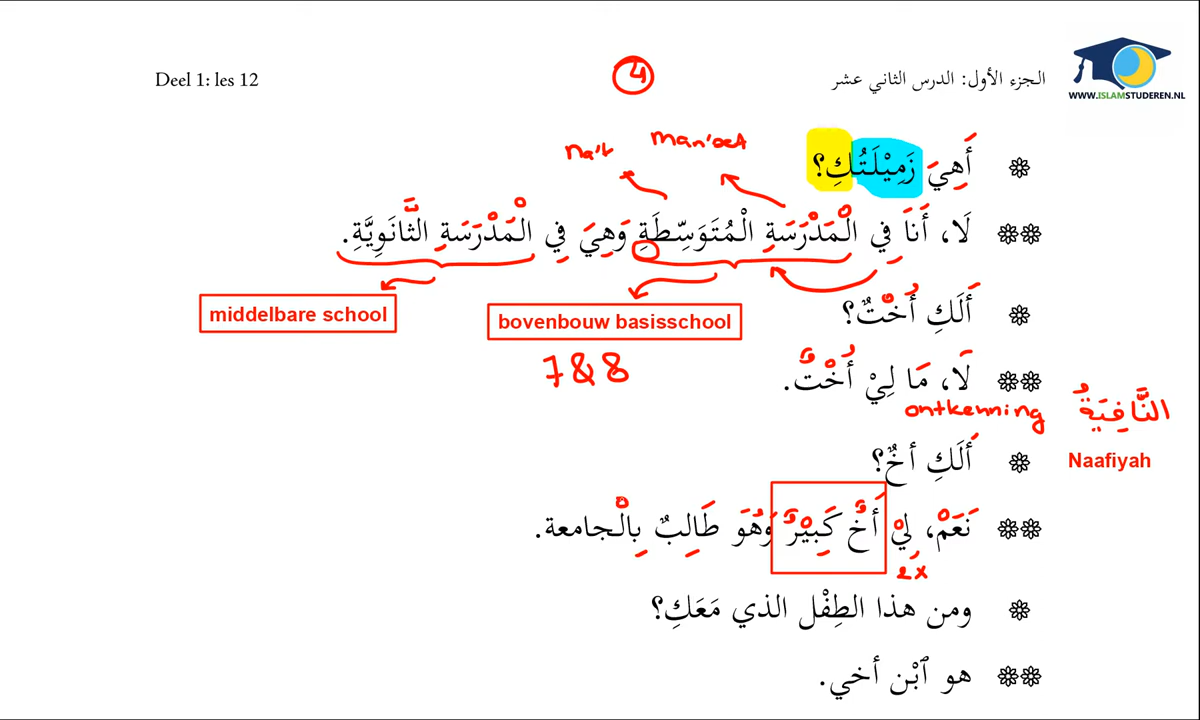 Deel 1: les 12
4
الجزء الأول: الدرس الثاني عشر
WWW.ISLAMSTUDEREN.NL
na't
man'oet
أَهِيَ زَمِيْلَتُكِ؟
لَا، أَنَا فِي الْمَدْرَسَةِ الْمُتَوَسِّطَةِ وَهِيَ فِي الْمَدْرَسَةِ الثَّانَوِيَّةِ.
middelbare school
bovenbouw basisschool
أَلَكِ أُخْتٌ؟
7&8
لَا، مَا لِيْ أُخْتٌ.
ontkenning
النَّافِيَةُ
Naafiyah
أَلَكِ أخٌ؟
نَعَمْ، لِيْ أَخٌ كَبِيْرٌ وَهُوَ طَالِبٌ بِالْجامعة.
2x
ومن هذا الطِفْل الذي مَعَكِ؟
هو ٱبْن أخي.